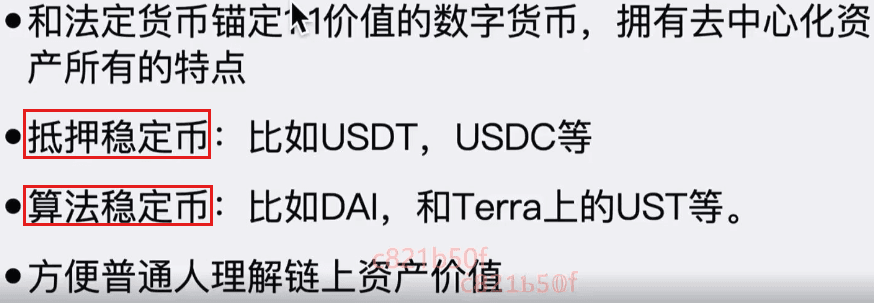 ●和法定货币锚定1:1价值的数字货币，拥有去中心化资
产所有的特点
●抵押稳定币：比如USDT，USDC等
●算法稳定币：比如DAI，和Terra上的UST等。
c821b50f
●方便普通人理解链上资产价值
c821b50f